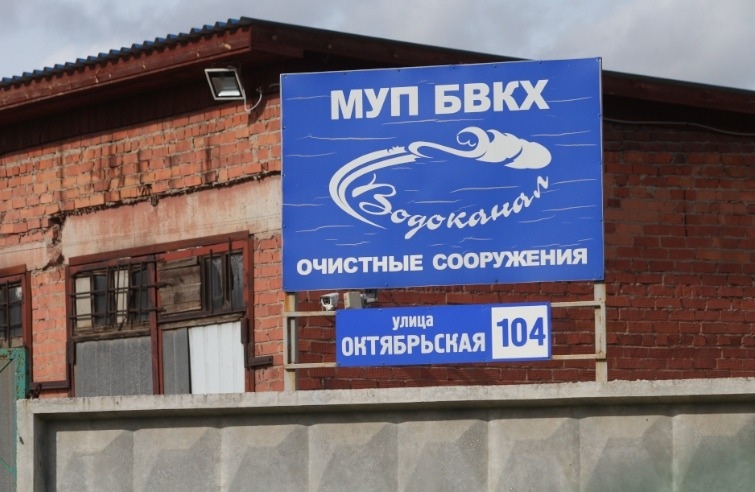 МУП БВКХ
Водоканал
ОЧИСТНЫЕ СООРУЖЕНИЯ
улица
ОКТЯБРЬСКАЯ 104